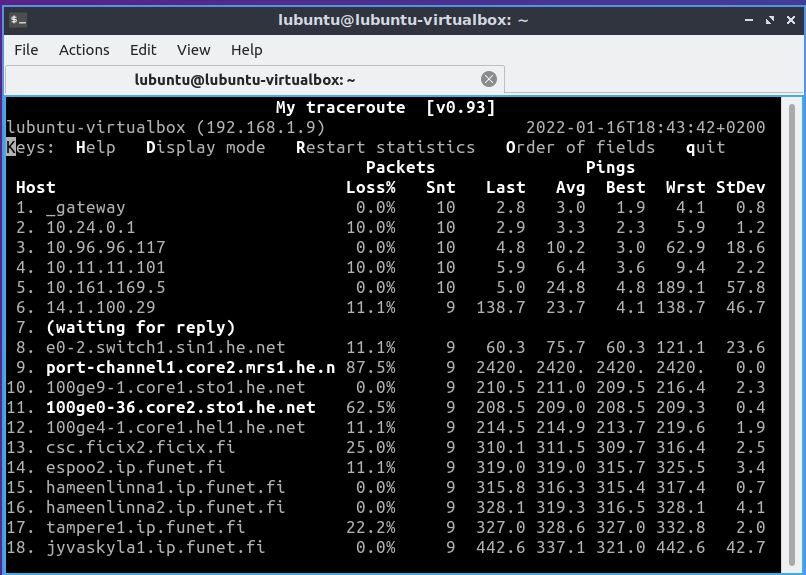 lubuntu@lubuntu-virtualbox: ~
File Actions Edit View Help
lubuntu@lubuntu-virtualbox: ~
My traceroute [v0.93]
lubuntu-virtualbox (192.168.1.9) 2022-01-16T18:43:42+0200
Keys: Help Display mode Restart statistics Order of fields quit
Packets Pings
Host Loss% Snt Last Avg Best Wrst StDev
1. _gateway 0.0% 10 2.8 3.0 1.9 4.1 0.8
2. 10.24.0.1 10.0% 10 2.9 3.3 2.3 5.9 1.2
3. 10.96.96.117 0.0% 10 4.8 10.2 3.0 62.9 18.6
4. 10.11.11.101 10.0% 10 5.9 6.4 3.6 9.4 2.2
5. 10.161.169.5 0.0% 10 5.0 24.8 4.8 189.1 57.8
6. 14.1.100.29 11.1% 9 138.7 23.7 4.1 138.7 46.7
7. (waiting for reply)
8. e0-2.switch1.sin1.he.net 11.1% 9 60.3 75.7 60.3 121.1 23.6
9. port-channel1.core2.mrs1.he.n 87.5% 9 2420. 2420. 2420. 2420. 0.0
10. 100ge9-1.core1.sto1.he.net 0.0% 9 210.5 211.0 209.5 216.4 2.3
11. 100ge0-36.core2.sto1.he.net 62.5% 9 208.5 209.0 208.5 209.3 0.4
12. 100ge4-1.core1.hel1.he.net 11.1% 9 214.5 214.9 213.7 219.6 1.9
13. csc.ficix2.ficix.fi 25.0% 9 310.1 311.5 309.7 316.4 2.5
14. espoo2.ip.funet.fi 11.1% 9 319.0 319.0 315.7 325.5 3.4
15. hameenlinna1.ip.funet.fi 0.0% 9 315.8 316.3 315.4 317.4 0.7
16. hameenlinna2.ip.funet.fi 0.0% 9 328.1 319.3 316.5 328.1 4.1
17. tampere1.ip.funet.fi 22.2% 9 327.0 328.6 327.0 332.8 2.0
18. jyvaskyla1.ip.funet.fi 0.0% 9 442.6 337.1 321.0 442.6 42.7